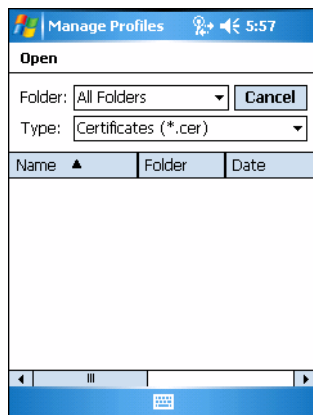 Manage Profiles 5:57
Open
Folder: All Folders Cancel
Type: Certificates (*.cer)
Name Folder Date